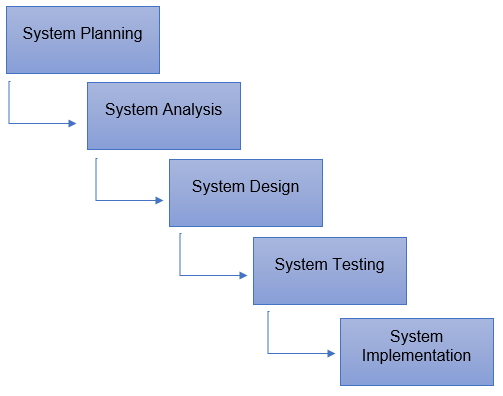 System Planning
System Analysis
System Design
System Testing
System
Implementation